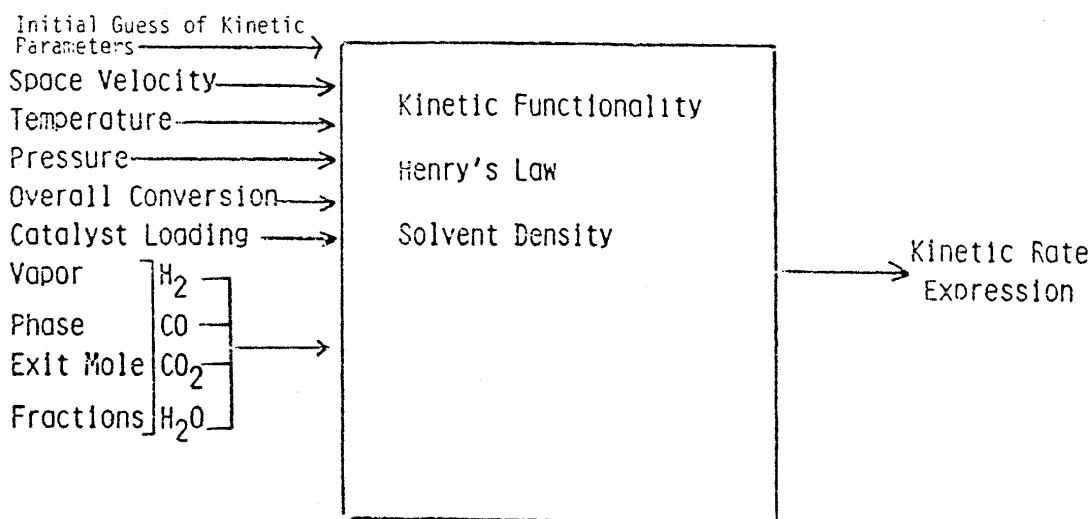 Initial Guess of Kinetic
Parameters
Space Velocity
Temperature
Pressure
Overall Conversion
Catalyst Loading
Vapor
Phase
Exit Mole
Fractions
H2
CO
CO2
H2O
Kinetic Functionality
Henry's Law
Solvent Density
Kinetic Rate
Expression